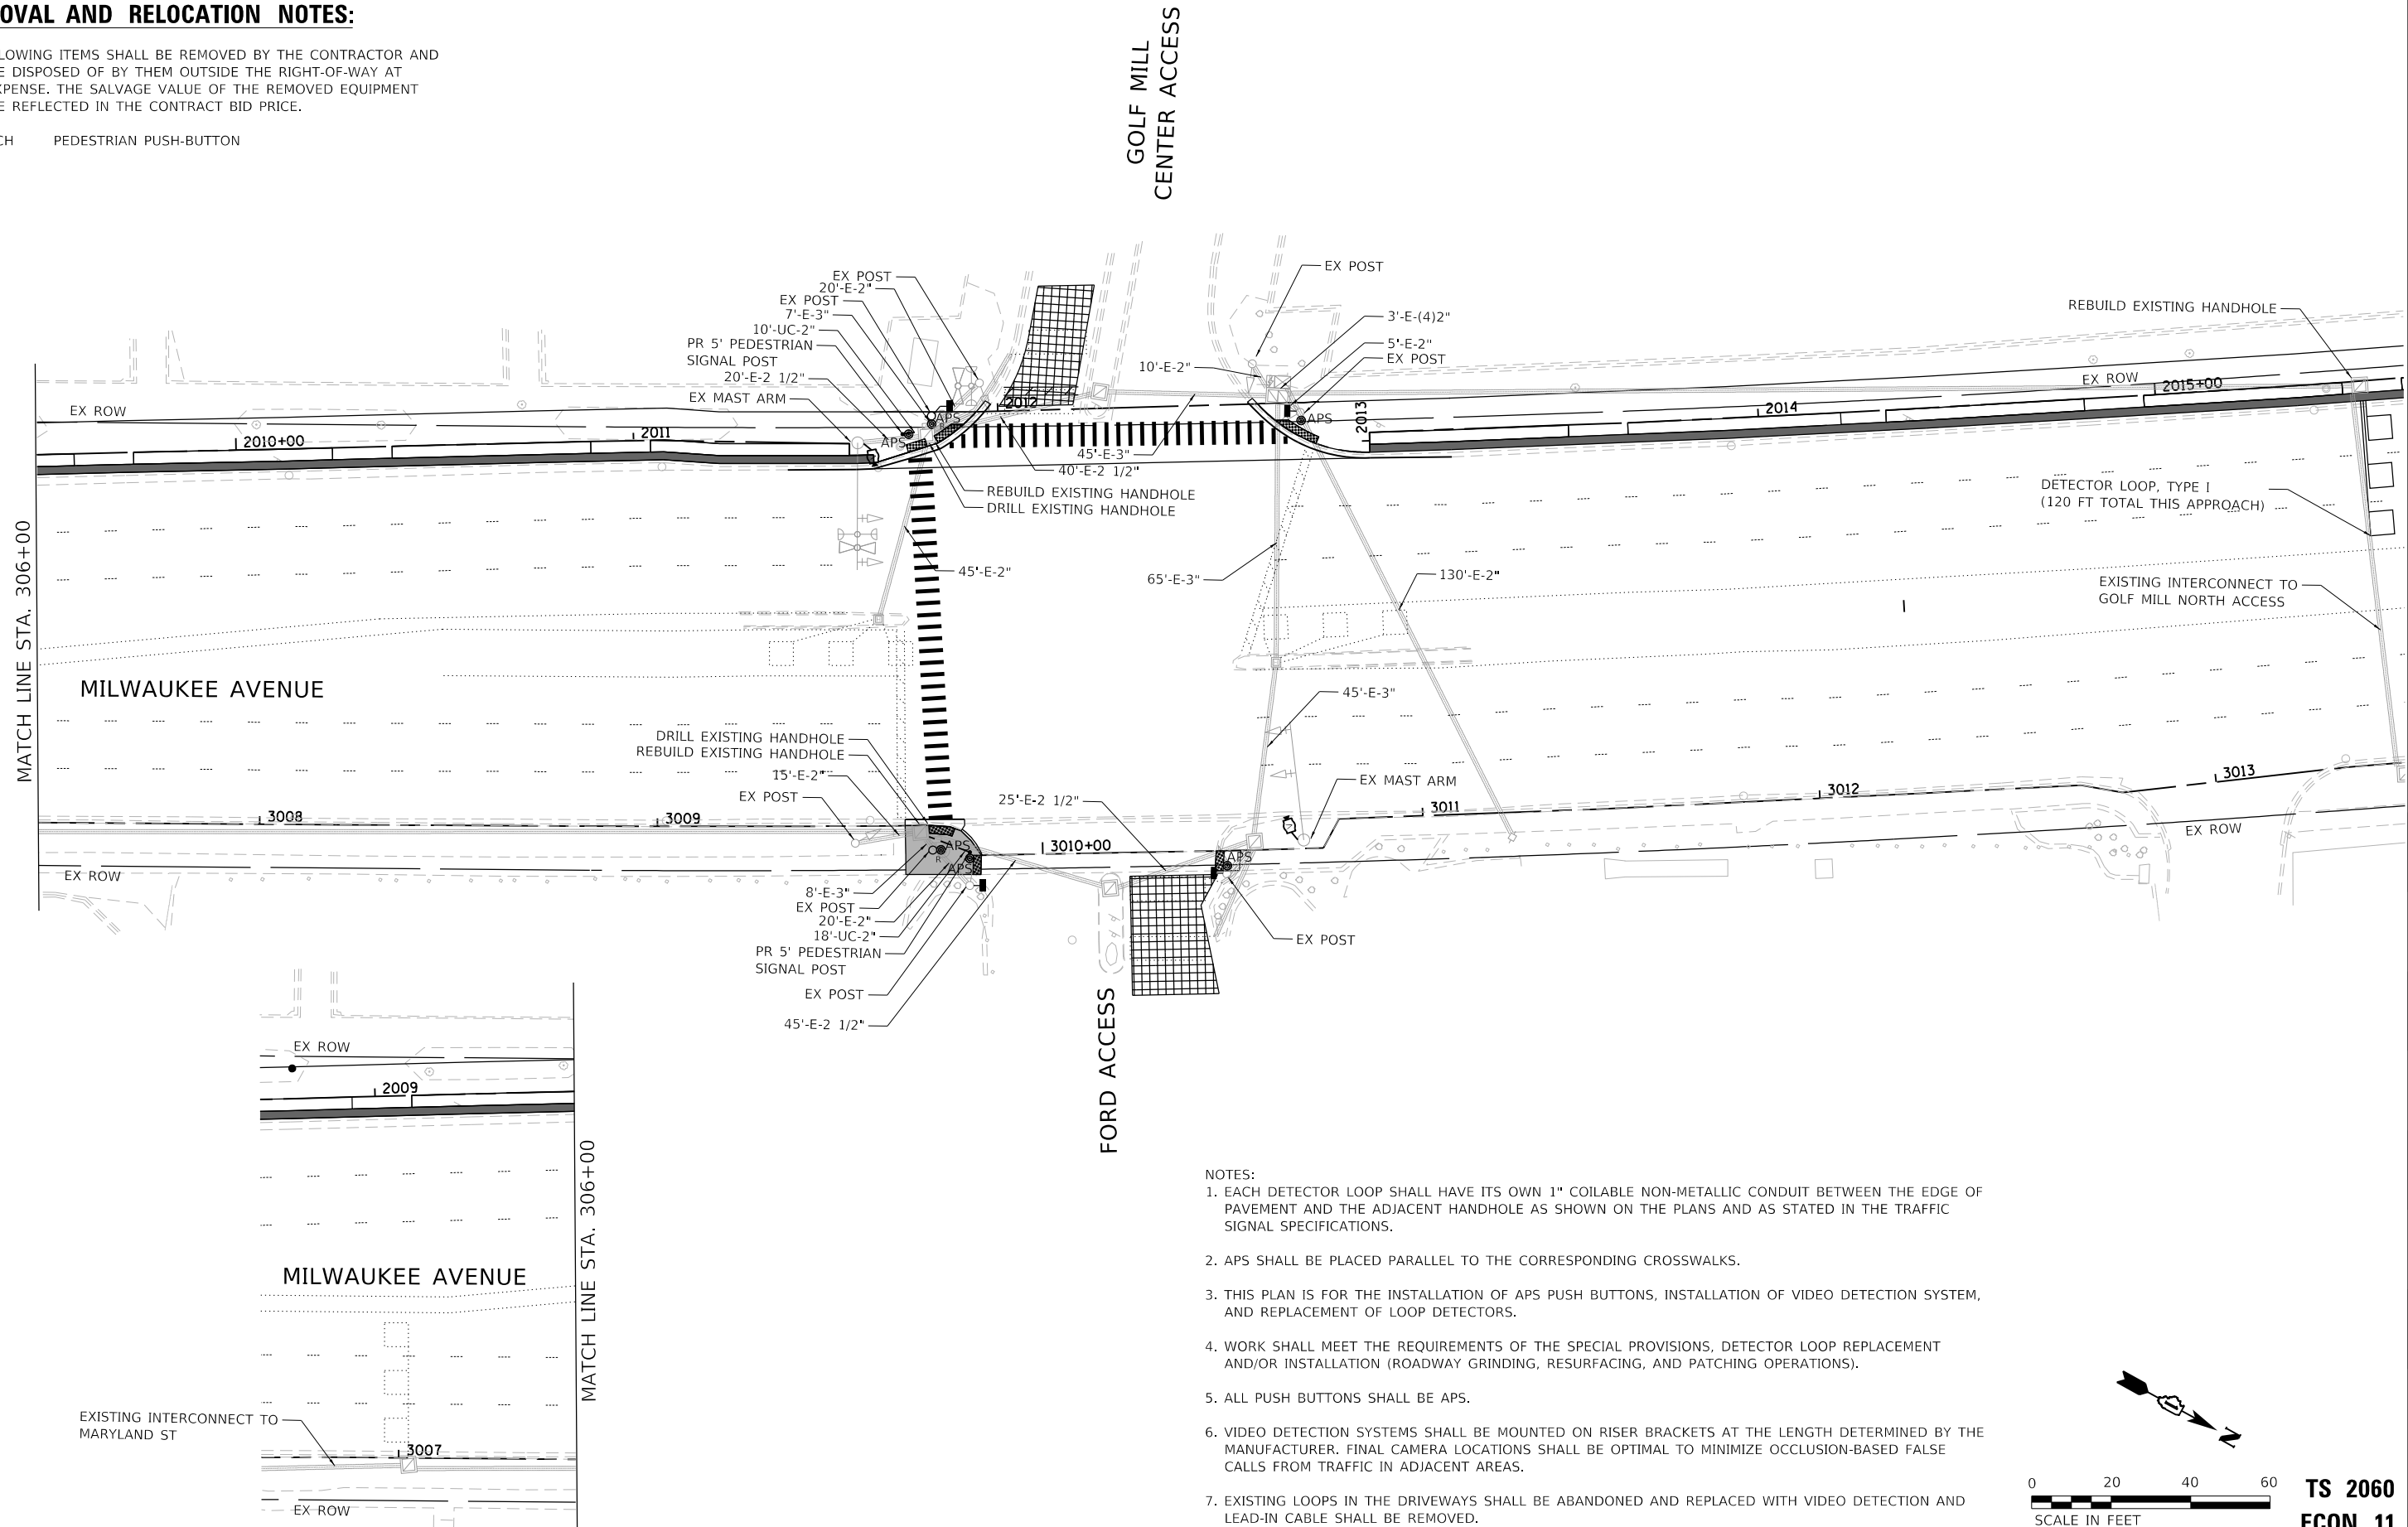 OVAL AND RELOCATION NOTES:
LOWING ITEMS SHALL BE REMOVED BY THE CONTRACTOR AND
E DISPOSED OF BY THEM OUTSIDE THE RIGHT-OF-WAY AT
XPENSE. THE SALVAGE VALUE OF THE REMOVED EQUIPMENT
E REFLECTED IN THE CONTRACT BID PRICE.
CH PEDESTRIAN PUSH-BUTTON
GOLF MILL
CENTER ACCESS
EX POST
20'-E-2"
EX POST
7'-E-3"
10'-UC-2"
PR 5' PEDESTRIAN
SIGNAL POST
20'-E-2 1/2"
EX MAST ARM
EX POST
3'-E-(4)2"
5'-E-2"
EX POST
10'-E-2"
REBUILD EXISTING HANDHOLE
EX ROW
2010+00
2011
APS
APS
2012
APS
2013
2014
EX ROW
2015+00
45'-E-3"
40'-E-2 1/2"
REBUILD EXISTING HANDHOLE
DRILL EXISTING HANDHOLE
DETECTOR LOOP, TYPE I
(120 FT TOTAL THIS APPROACH)
MATCH LINE STA. 306+00
45'-E-2"
65'-E-3"
130'-E-2"
EXISTING INTERCONNECT TO
GOLF MILL NORTH ACCESS
MILWAUKEE AVENUE
45'-E-3"
DRILL EXISTING HANDHOLE
REBUILD EXISTING HANDHOLE
15'-E-2"
EX POST
EX MAST ARM
25'-E-2 1/2"
3008
3009
3010+00
3011
3012
3013
EX ROW
EX ROW
APS
R
APS
APS
8'-E-3"
EX POST
20'-E-2"
18'-UC-2"
PR 5' PEDESTRIAN
SIGNAL POST
EX POST
45'-E-2 1/2"
EX POST
FORD ACCESS
EX ROW
2009
MATCH LINE STA. 306+00
MILWAUKEE AVENUE
EXISTING INTERCONNECT TO
MARYLAND ST
3007
EX ROW
NOTES:
1. EACH DETECTOR LOOP SHALL HAVE ITS OWN 1" COILABLE NON-METALLIC CONDUIT BETWEEN THE EDGE OF
PAVEMENT AND THE ADJACENT HANDHOLE AS SHOWN ON THE PLANS AND AS STATED IN THE TRAFFIC
SIGNAL SPECIFICATIONS.
2. APS SHALL BE PLACED PARALLEL TO THE CORRESPONDING CROSSWALKS.
3. THIS PLAN IS FOR THE INSTALLATION OF APS PUSH BUTTONS, INSTALLATION OF VIDEO DETECTION SYSTEM,
AND REPLACEMENT OF LOOP DETECTORS.
4. WORK SHALL MEET THE REQUIREMENTS OF THE SPECIAL PROVISIONS, DETECTOR LOOP REPLACEMENT
AND/OR INSTALLATION (ROADWAY GRINDING, RESURFACING, AND PATCHING OPERATIONS).
5. ALL PUSH BUTTONS SHALL BE APS.
6. VIDEO DETECTION SYSTEMS SHALL BE MOUNTED ON RISER BRACKETS AT THE LENGTH DETERMINED BY THE
MANUFACTURER. FINAL CAMERA LOCATIONS SHALL BE OPTIMAL TO MINIMIZE OCCLUSION-BASED FALSE
CALLS FROM TRAFFIC IN ADJACENT AREAS.
7. EXISTING LOOPS IN THE DRIVEWAYS SHALL BE ABANDONED AND REPLACED WITH VIDEO DETECTION AND
LEAD-IN CABLE SHALL BE REMOVED.
N
0 20 40 60
SCALE IN FEET
TS 2060
ECON 11